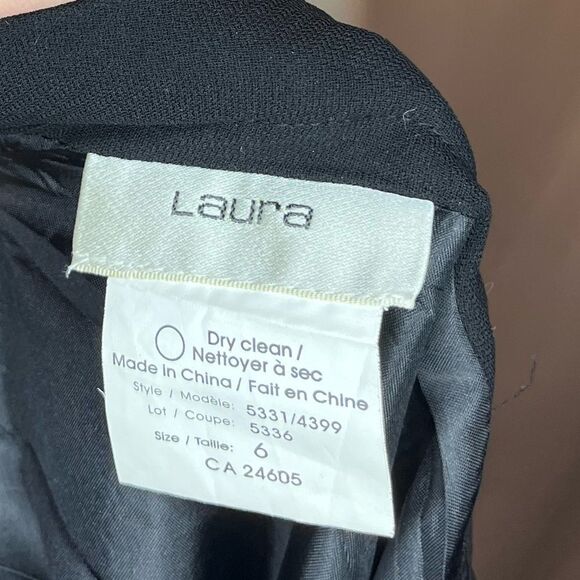 Laura
Dry clean /
Nettoyer à sec
Made in China / Fait en Chine
Style / Modèle: 5331/4399
Lot / Coupe: 5336
Size / Taille: 6
CA 24605